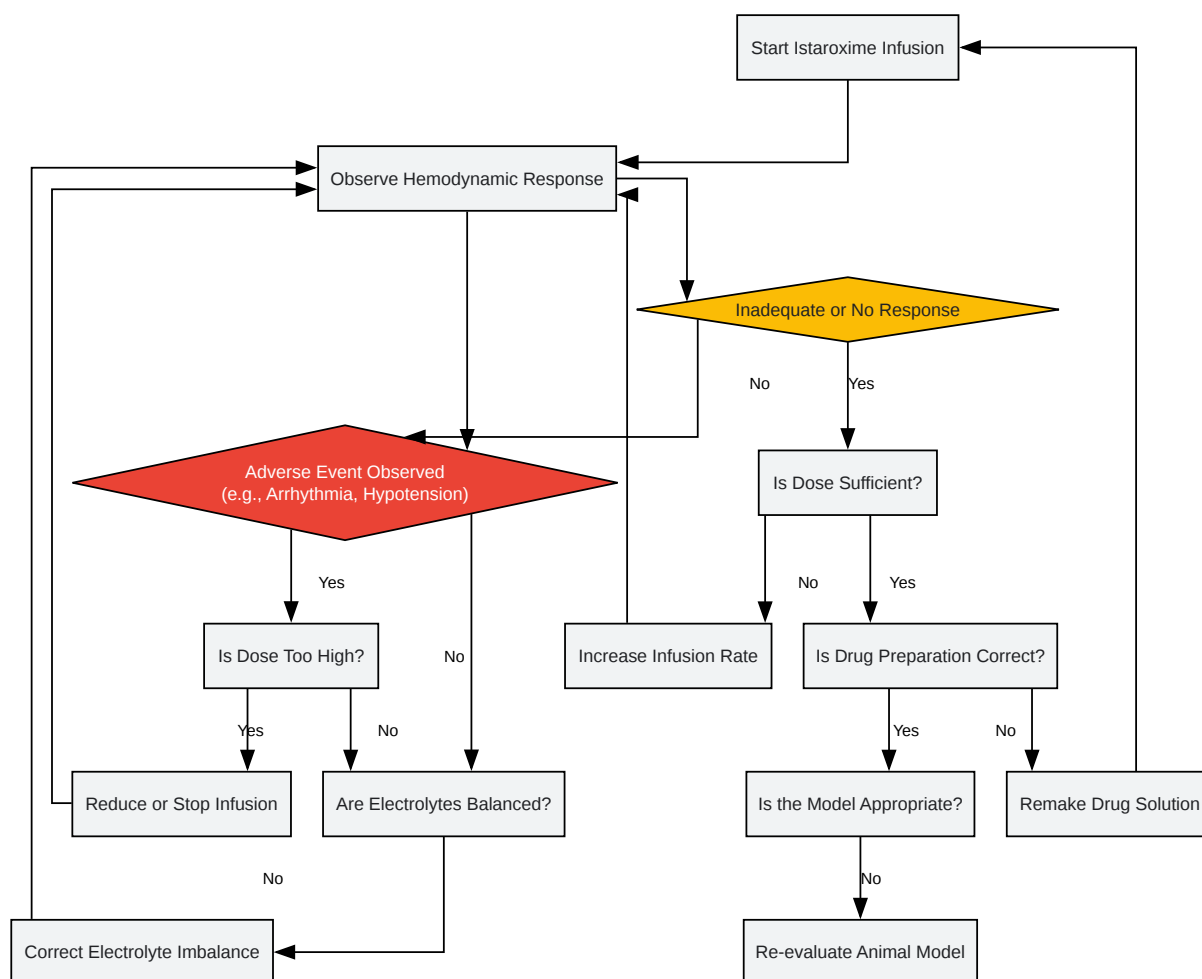 Start Istaroxime Infusion
Observe Hemodynamic Response
Inadequate or No Response
No
Yes
Adverse Event Observed
(e.g., Arrhythmia, Hypotension)
Is Dose Sufficient?
Yes
No
Yes
Is Dose Too High?
No
Increase Infusion Rate
Is Drug Preparation Correct?
Yes
No
Yes
No
Reduce or Stop Infusion
Are Electrolytes Balanced?
Is the Model Appropriate?
Remake Drug Solution
No
No
Correct Electrolyte Imbalance
Re-evaluate Animal Model